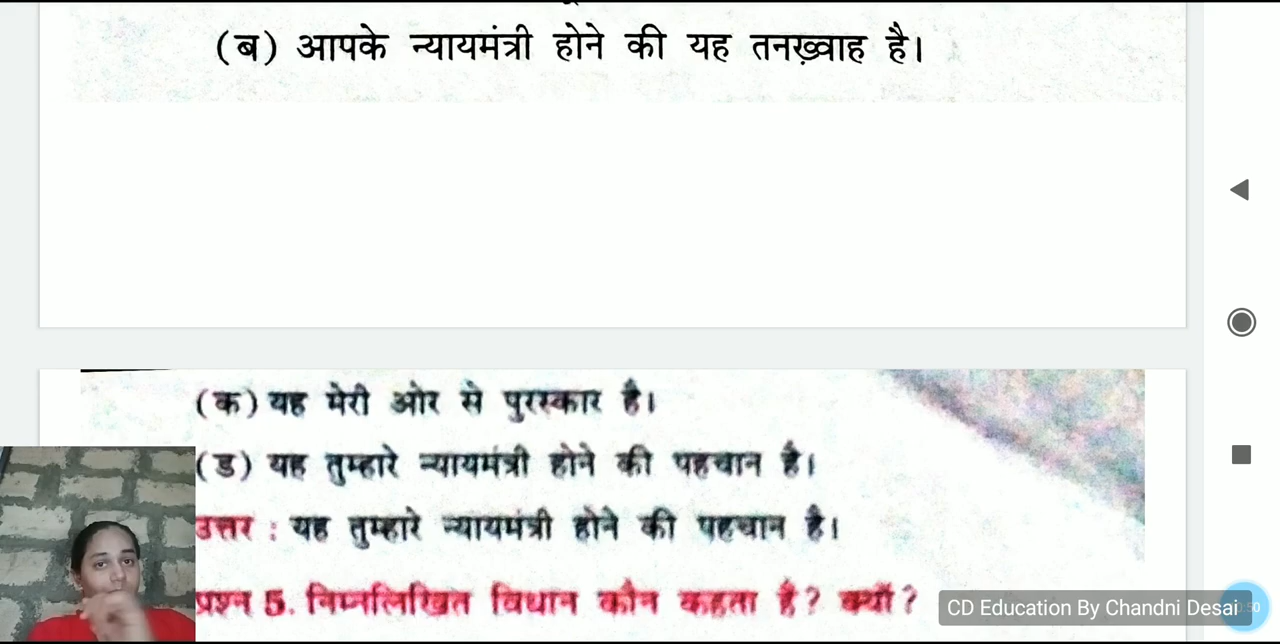 (ब) आपके न्यायमंत्री होने की यह तनख़्वाह है।
(क) यह मेरी ओर से पुरस्कार है।
(ड) यह तुम्हारे न्यायमंत्री होने की पहचान है।
उत्तर : यह तुम्हारे न्यायमंत्री होने की पहचान है।
प्रश्न 5. निम्नलिखित विधान कौन कहता है? क्यों?
CD Education By Chandni Desai